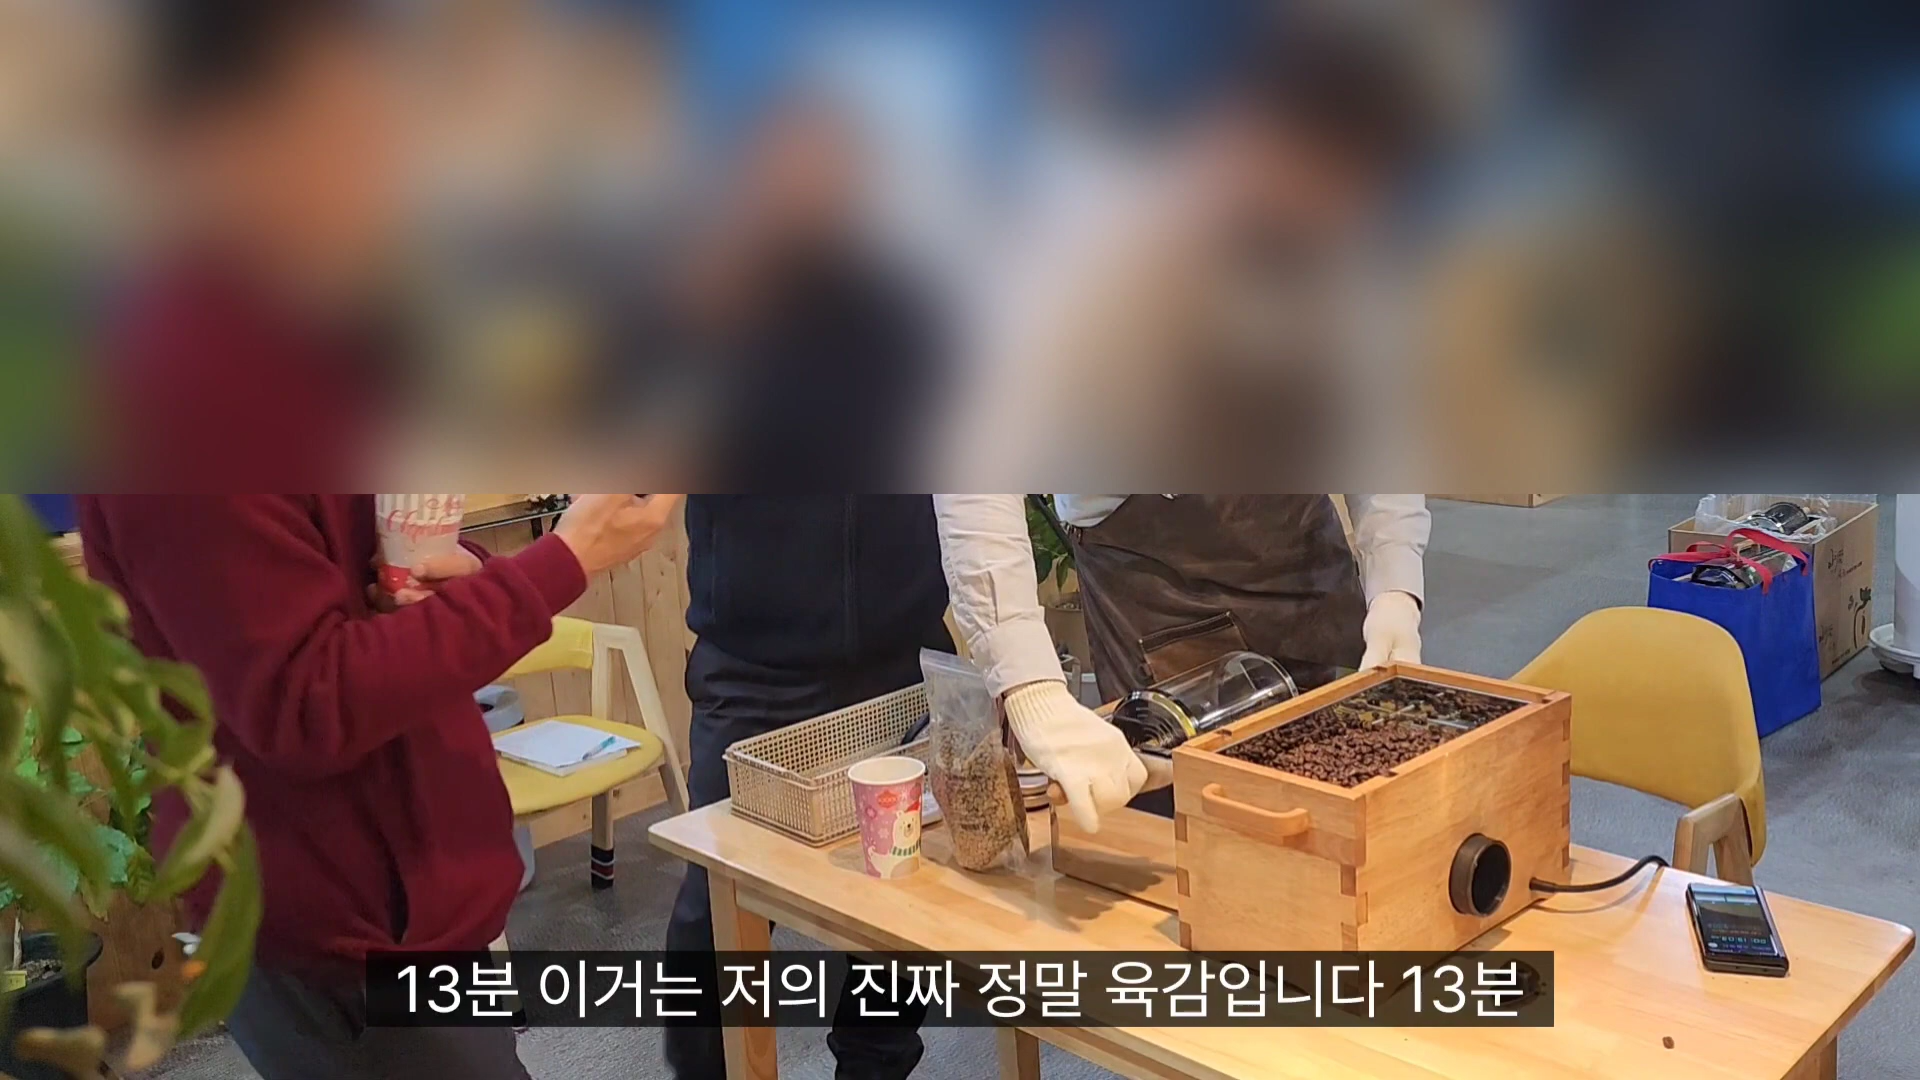 13분 이거는 저의 진짜 정말 육감입니다 13분